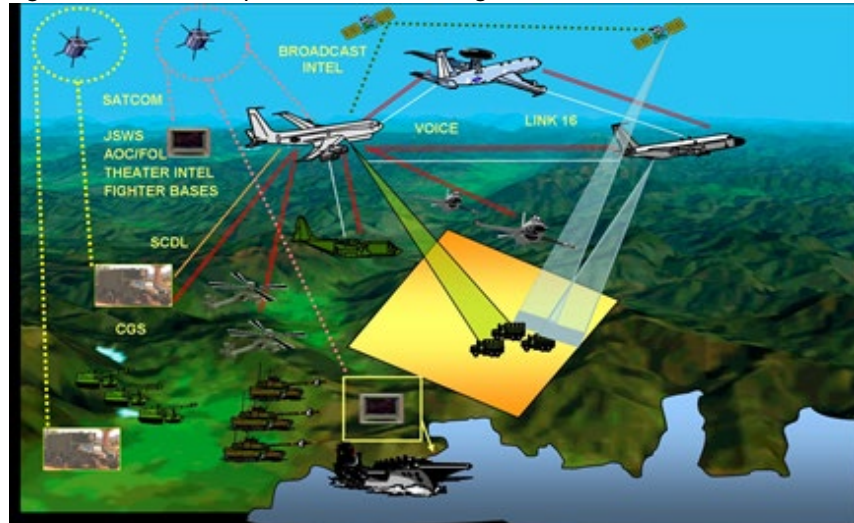 BROADCAST
INTEL
SATCOM
VOICE
LINK 16
JSWS
AOC/FOL
THEATER INTEL
FIGHTER BASES
SCDL
CGS